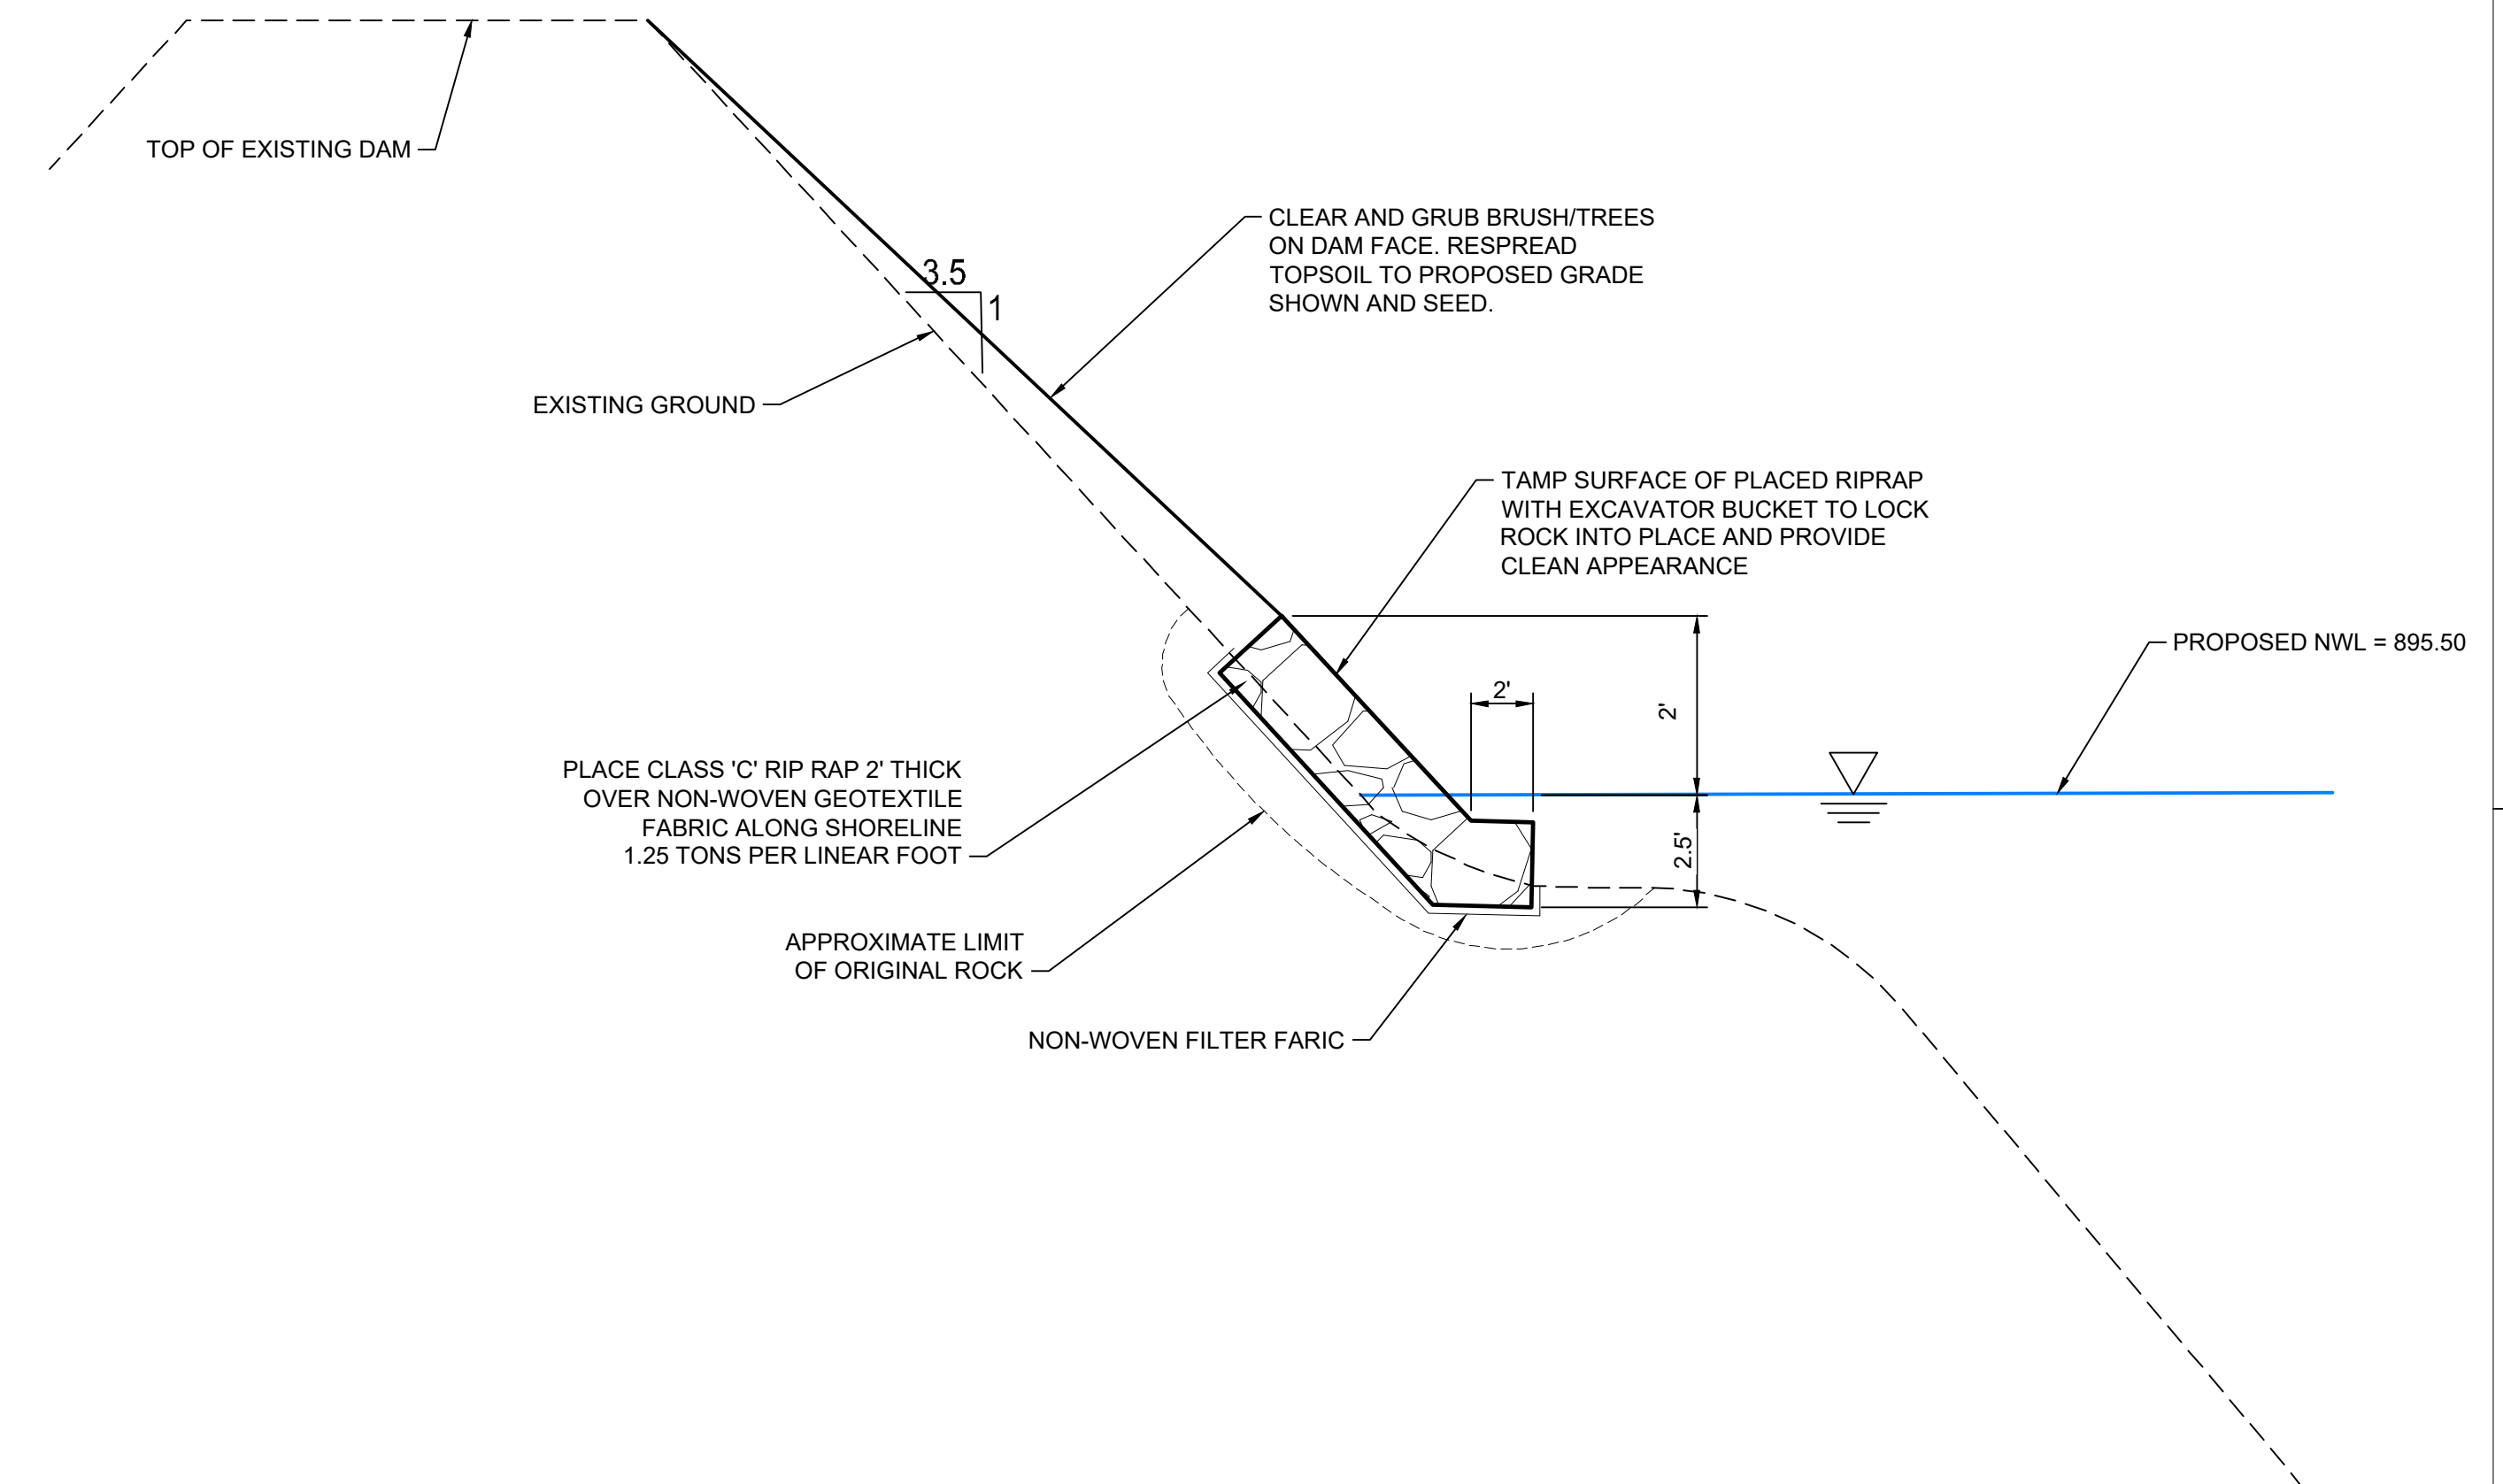 TOP OF EXISTING DAM
CLEAR AND GRUB BRUSH/TREES
ON DAM FACE. RESPREAD
TOPSOIL TO PROPOSED GRADE
SHOWN AND SEED.
3.5
1
EXISTING GROUND
TAMP SURFACE OF PLACED RIPRAP
WITH EXCAVATOR BUCKET TO LOCK
ROCK INTO PLACE AND PROVIDE
CLEAN APPEARANCE
PROPOSED NWL = 895.50
2'
2'
2.5'
PLACE CLASS 'C' RIP RAP 2' THICK
OVER NON-WOVEN GEOTEXTILE
FABRIC ALONG SHORELINE
1.25 TONS PER LINEAR FOOT
APPROXIMATE LIMIT
OF ORIGINAL ROCK
NON-WOVEN FILTER FARIC